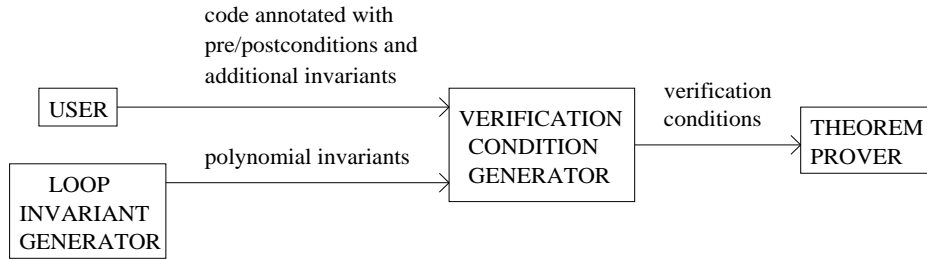 code annotated with
pre/postconditions and
additional invariants
USER
polynomial invariants
LOOP
INVARIANT
GENERATOR
VERIFICATION
CONDITION
GENERATOR
verification
conditions
THEOREM
PROVER